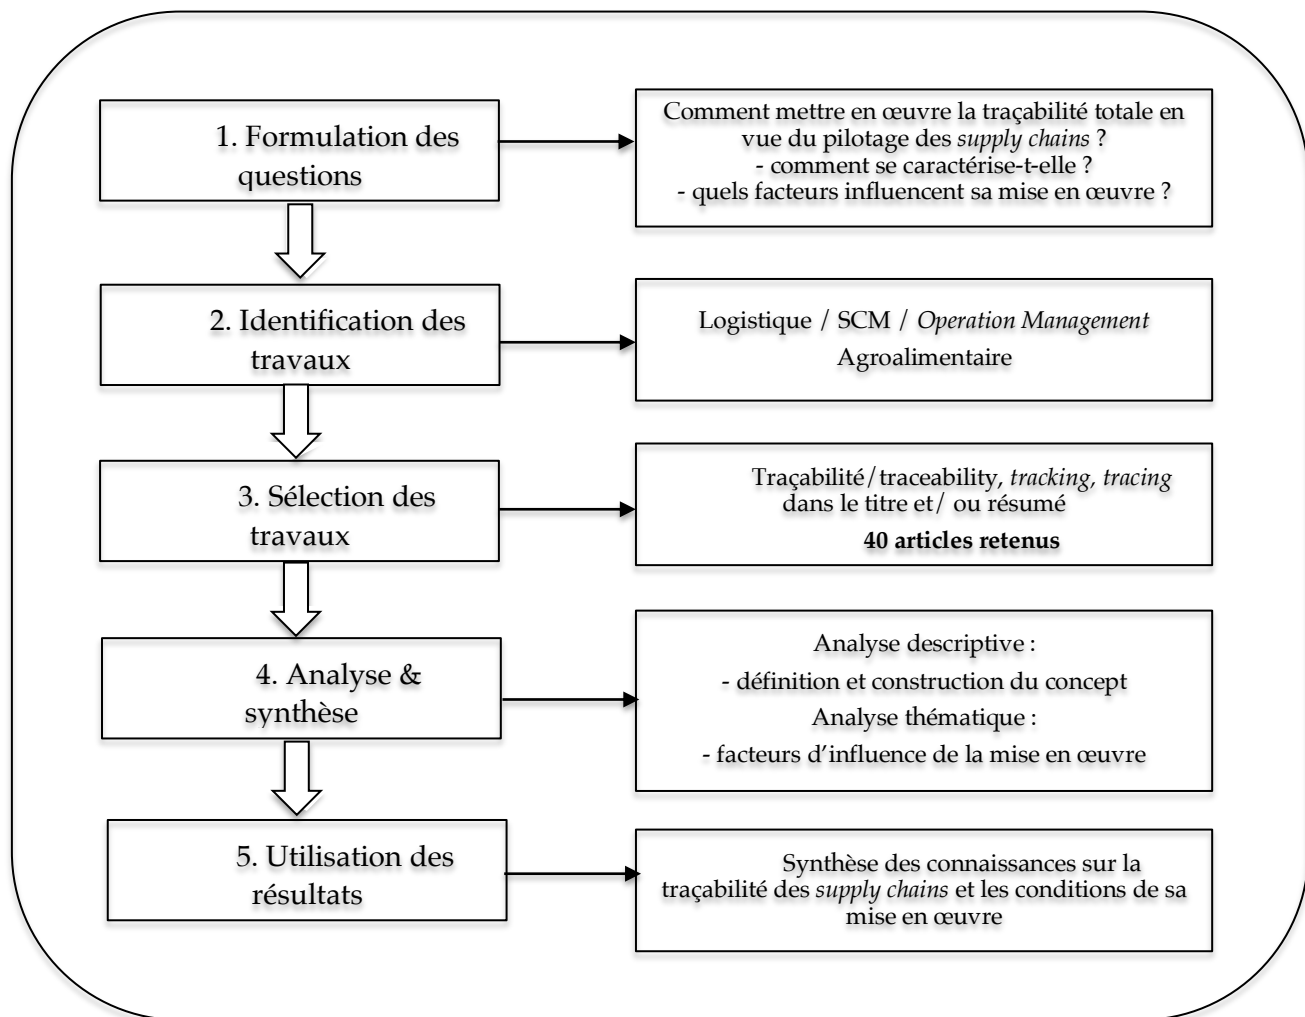 1. Formulation des
questions
Comment mettre en œuvre la traçabilité totale en
vue du pilotage des supply chains ?
- comment se caractérise-t-elle ?
- quels facteurs influencent sa mise en œuvre ?
2. Identification des
travaux
Logistique / SCM / Operation Management
Agroalimentaire
3. Sélection des
travaux
Traçabilité/traceability, tracking, tracing
dans le titre et/ ou résumé
40 articles retenus
4. Analyse &
synthèse
Analyse descriptive :
- définition et construction du concept
Analyse thématique :
- facteurs d'influence de la mise en œuvre
5. Utilisation des
résultats
Synthèse des connaissances sur la
traçabilité des supply chains et les conditions de sa
mise en œuvre